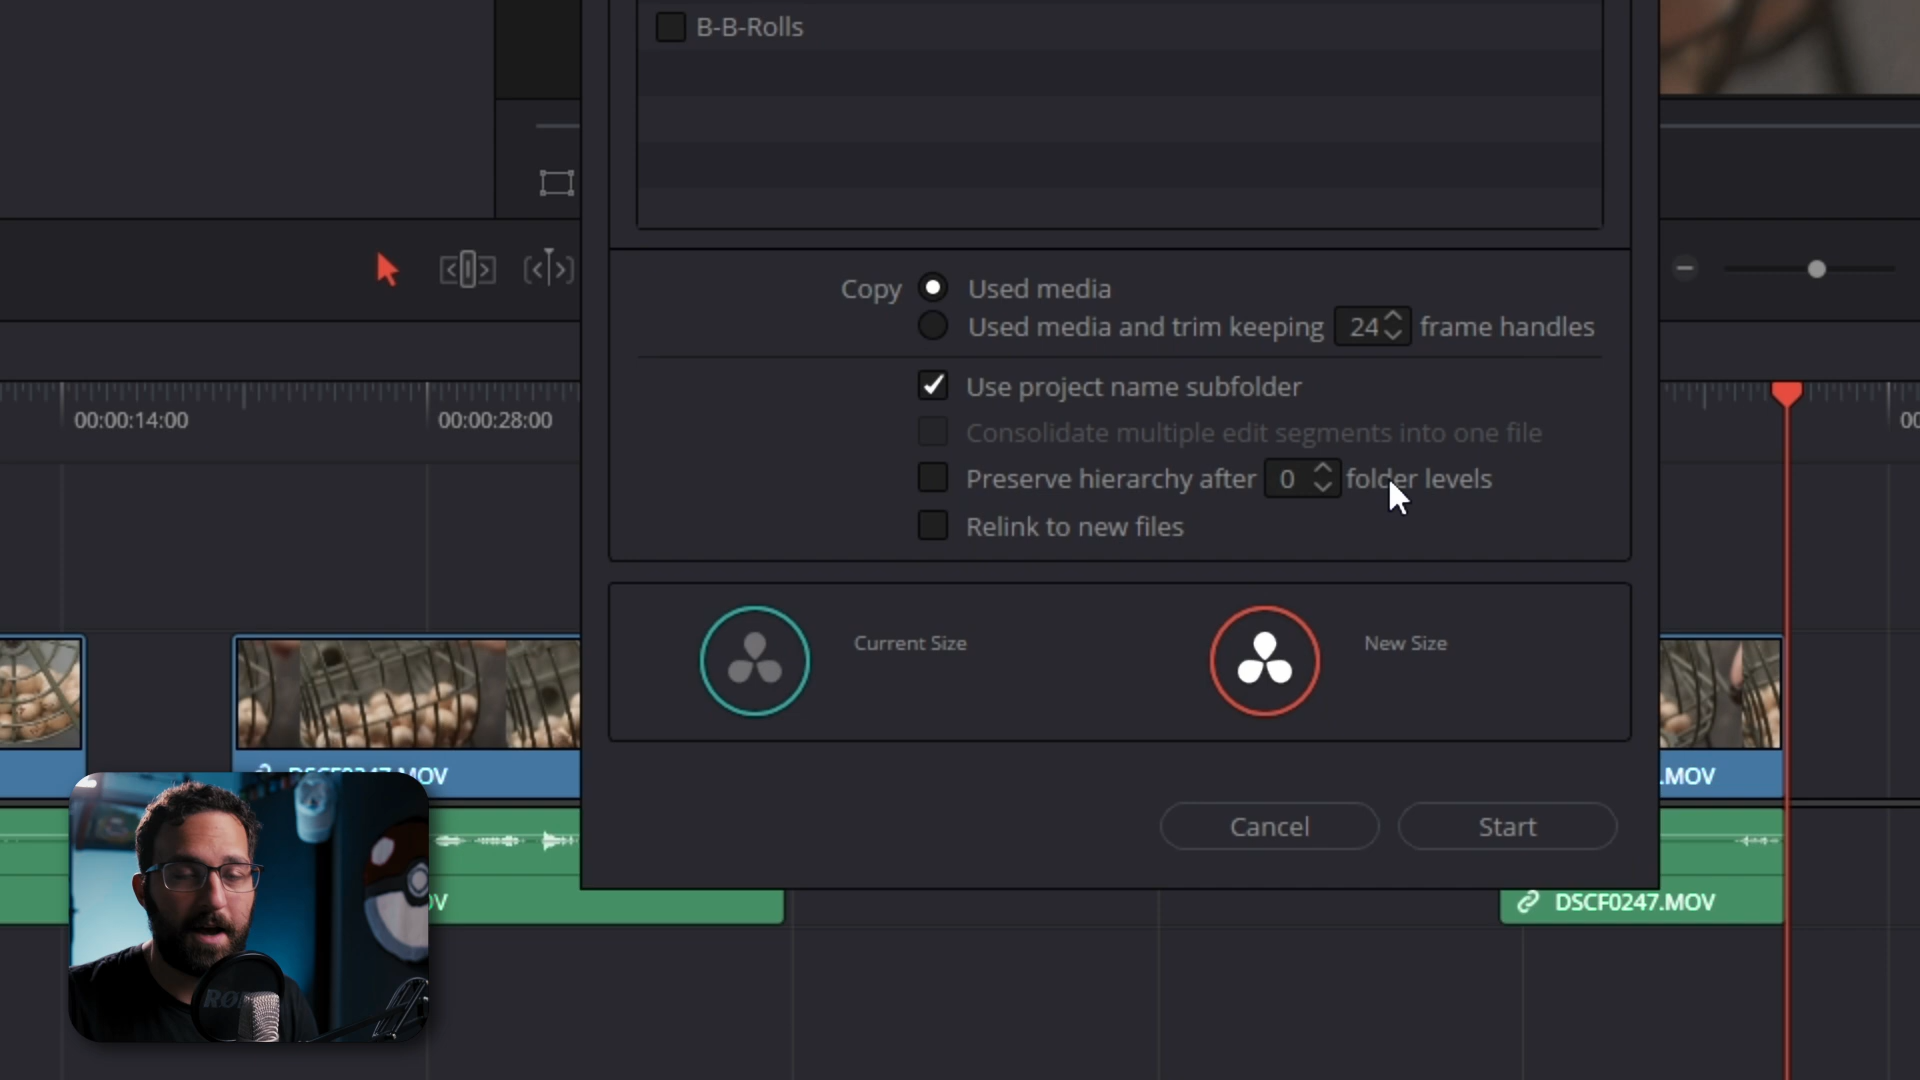 B-B-Rolls
Copy Used media
Used media and trim keeping 24 frame handles
00:00:14:00
00:00:28:00
Use project name subfolder
Consolidate multiple edit segments into one file
Preserve hierarchy after 0 folder levels
Relink to new files
Current Size
New Size
.MOV
Cancel
Start
DSCF0247.MOV